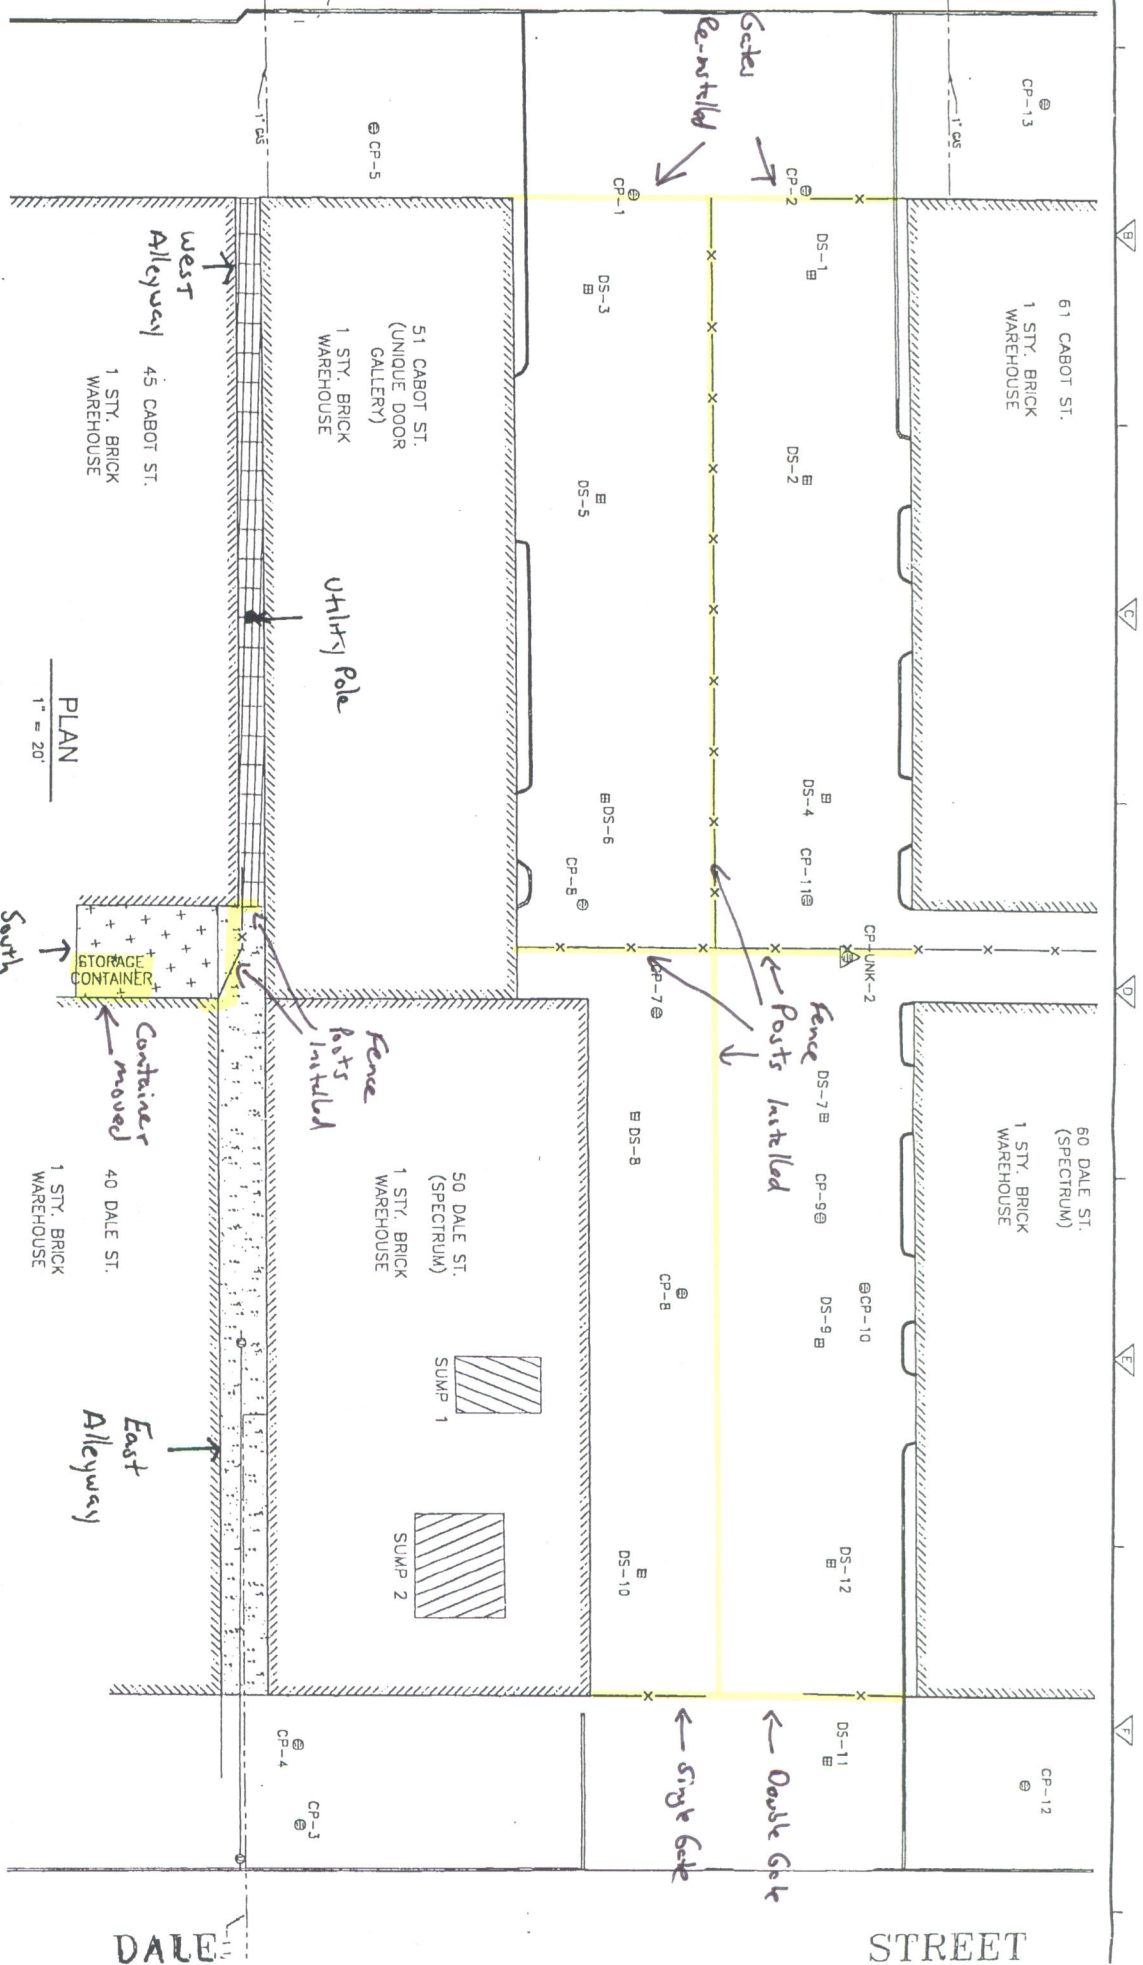 CP-13
1" GAS
CP-5
1" GAS
Gates
Re-installed
CP-2
CP-1
DS-1
DS-3
61 CABOT ST.
1 STY. BRICK
WAREHOUSE
51 CABOT ST.
(UNIQUE DOOR
GALLERY)
1 STY. BRICK
WAREHOUSE
West
Alleyway
45 CABOT ST.
1 STY. BRICK
WAREHOUSE
DS-2
DS-5
Utility Pole
PLAN
1" = 20'
DS-4
DS-6
CP-11
CP-UNK-2
CP-7
Fence
Posts Installed
Fence
Posts
Installed
South
STORAGE
CONTAINER
Container
moved
40 DALE ST.
1 STY. BRICK
WAREHOUSE
60 DALE ST.
(SPECTRUM)
1 STY. BRICK
WAREHOUSE
50 DALE ST.
(SPECTRUM)
1 STY. BRICK
WAREHOUSE
DS-7
DS-8
CP-9
CP-8
CP-10
DS-9
SUMP 1
SUMP 2
East
Alleyway
DS-12
DS-10
DS-11
CP-12
Double Gate
Single Gate
CP-4
CP-3
B
C
D
E
F
DALE
STREET